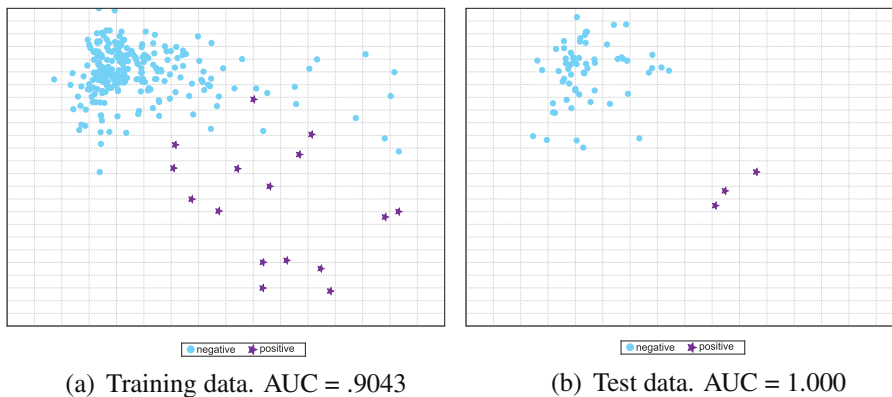 negative positive
negative positive
(a) Training data. AUC = .9043
(b) Test data. AUC = 1.000